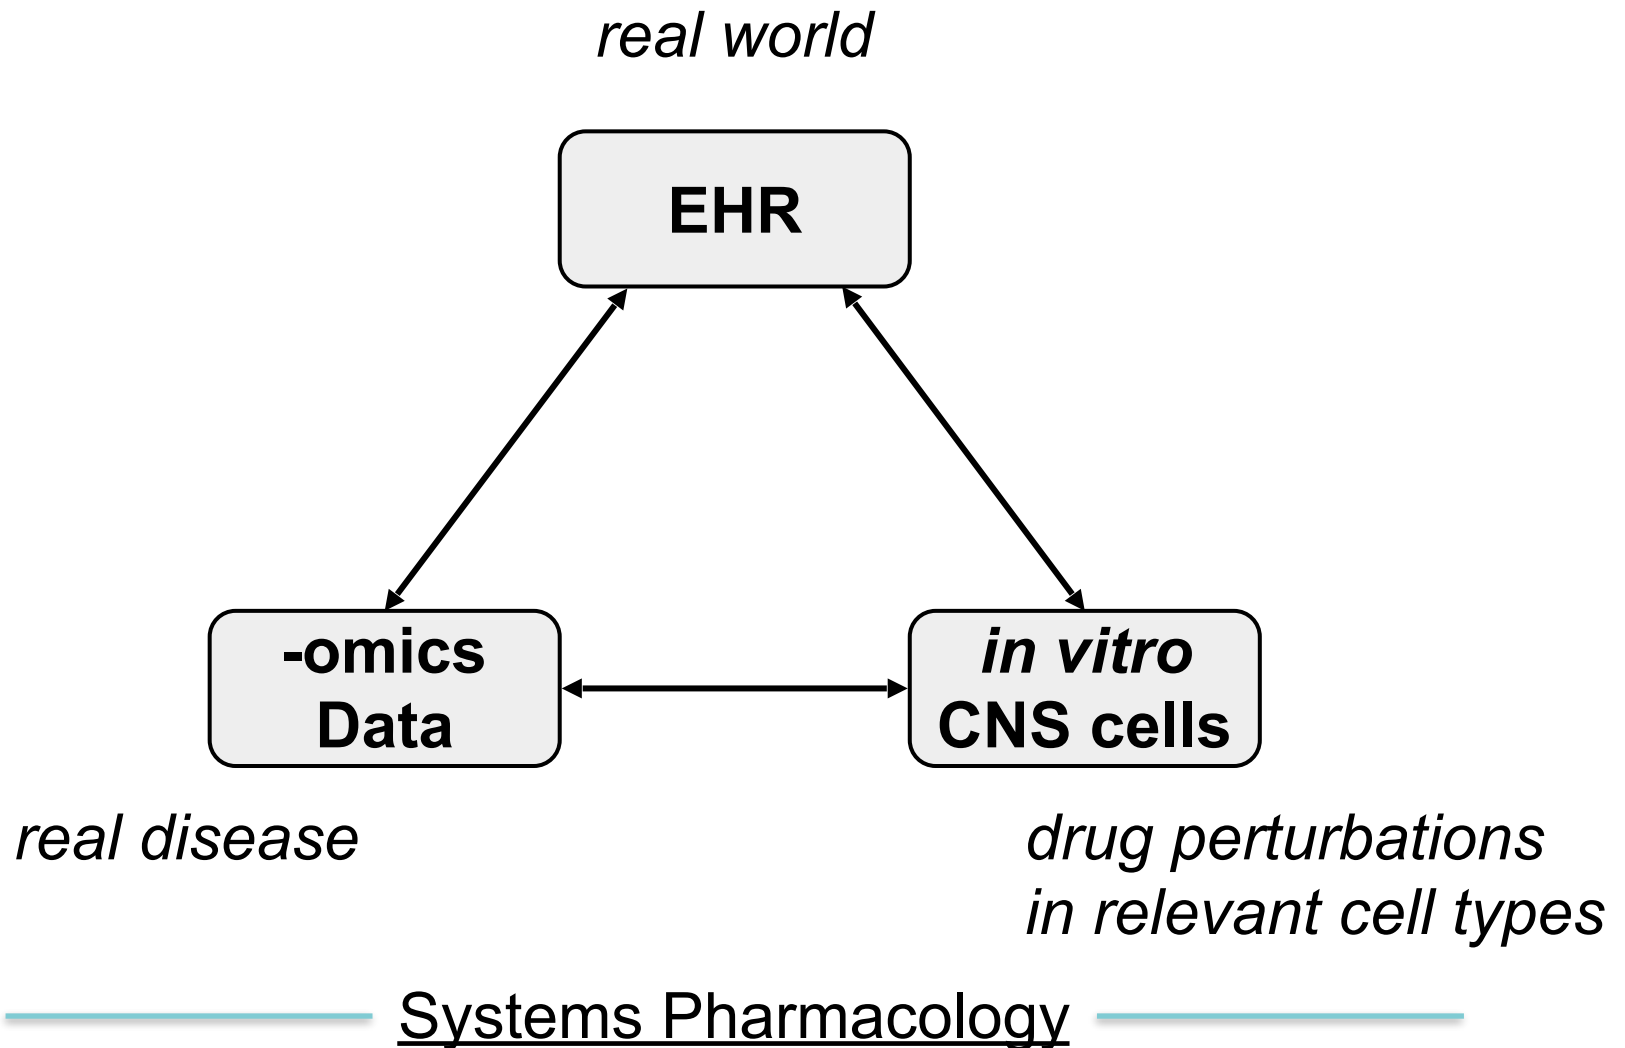 real world
EHR
-omics
Data
in vitro
CNS cells
real disease
drug perturbations
in relevant cell types
Systems Pharmacology